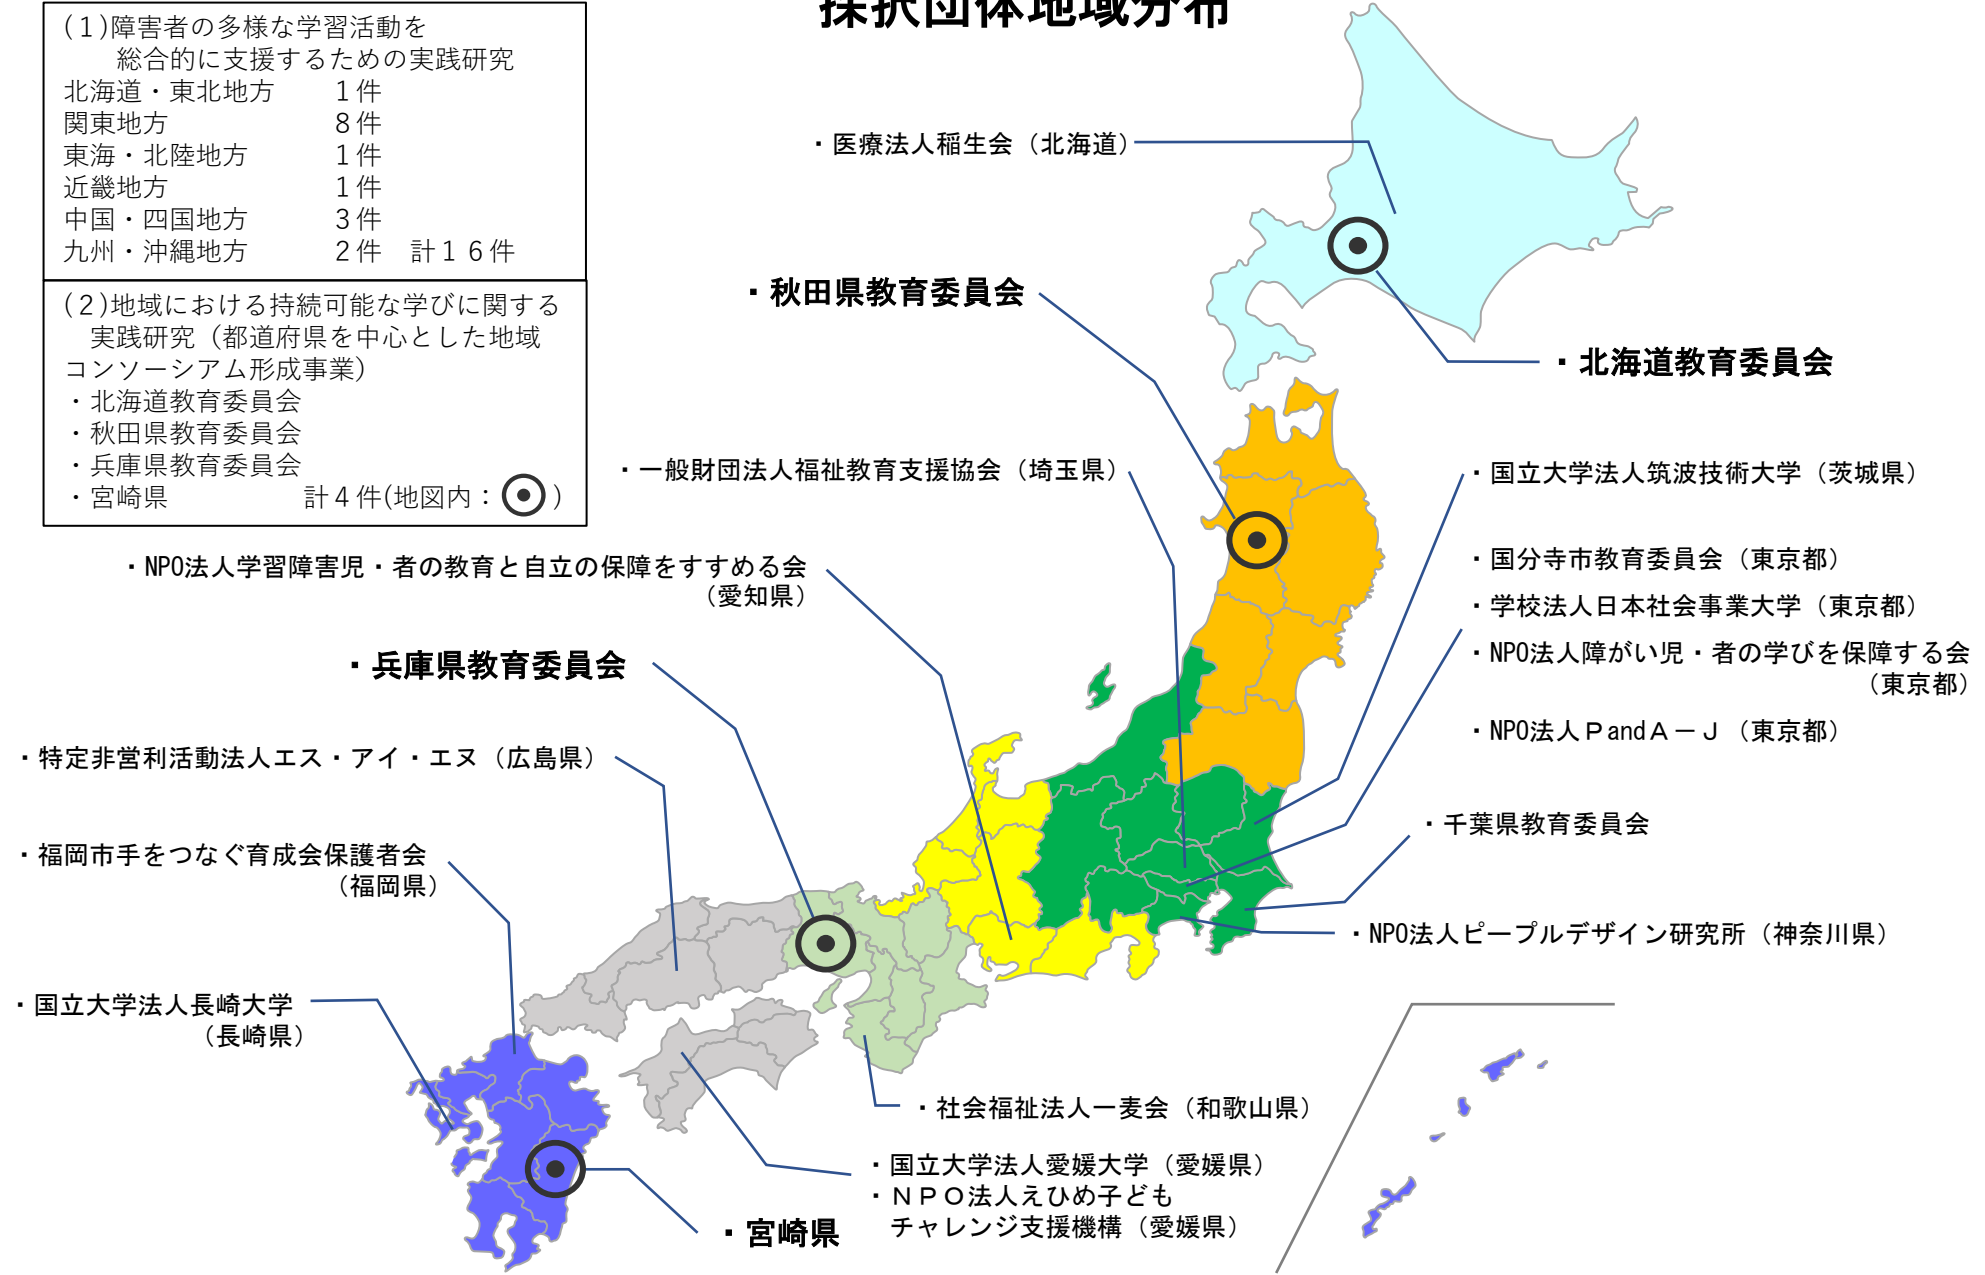 採択団体地域分布
(１)障害者の多様な学習活動を
総合的に支援するための実践研究
北海道・東北地方　１件
関東地方　８件
東海・北陸地方　１件
近畿地方　１件
中国・四国地方　３件
九州・沖縄地方　２件　計１６件
(２)地域における持続可能な学びに関する
実践研究（都道府県を中心とした地域
コンソーシアム形成事業）
・北海道教育委員会
・秋田県教育委員会
・兵庫県教育委員会
・宮崎県　計４件(地図内：　)
・医療法人稲生会（北海道）
・秋田県教育委員会
・北海道教育委員会
・一般財団法人福祉教育支援協会（埼玉県）
・国立大学法人筑波技術大学（茨城県）
・国分寺市教育委員会（東京都）
・学校法人日本社会事業大学（東京都）
・NPO法人障がい児・者の学びを保障する会
（東京都）
・NPO法人ＰandＡ－Ｊ（東京都）
・NPO法人学習障害児・者の教育と自立の保障をすすめる会
（愛知県）
・兵庫県教育委員会
・特定非営利活動法人エス・アイ・エヌ（広島県）
・千葉県教育委員会
・福岡市手をつなぐ育成会保護者会
（福岡県）
・NPO法人ピープルデザイン研究所（神奈川県）
・国立大学法人長崎大学
（長崎県）
・社会福祉法人一麦会（和歌山県）
・国立大学法人愛媛大学（愛媛県）
・ＮＰＯ法人えひめ子ども
チャレンジ支援機構（愛媛県）
・宮崎県